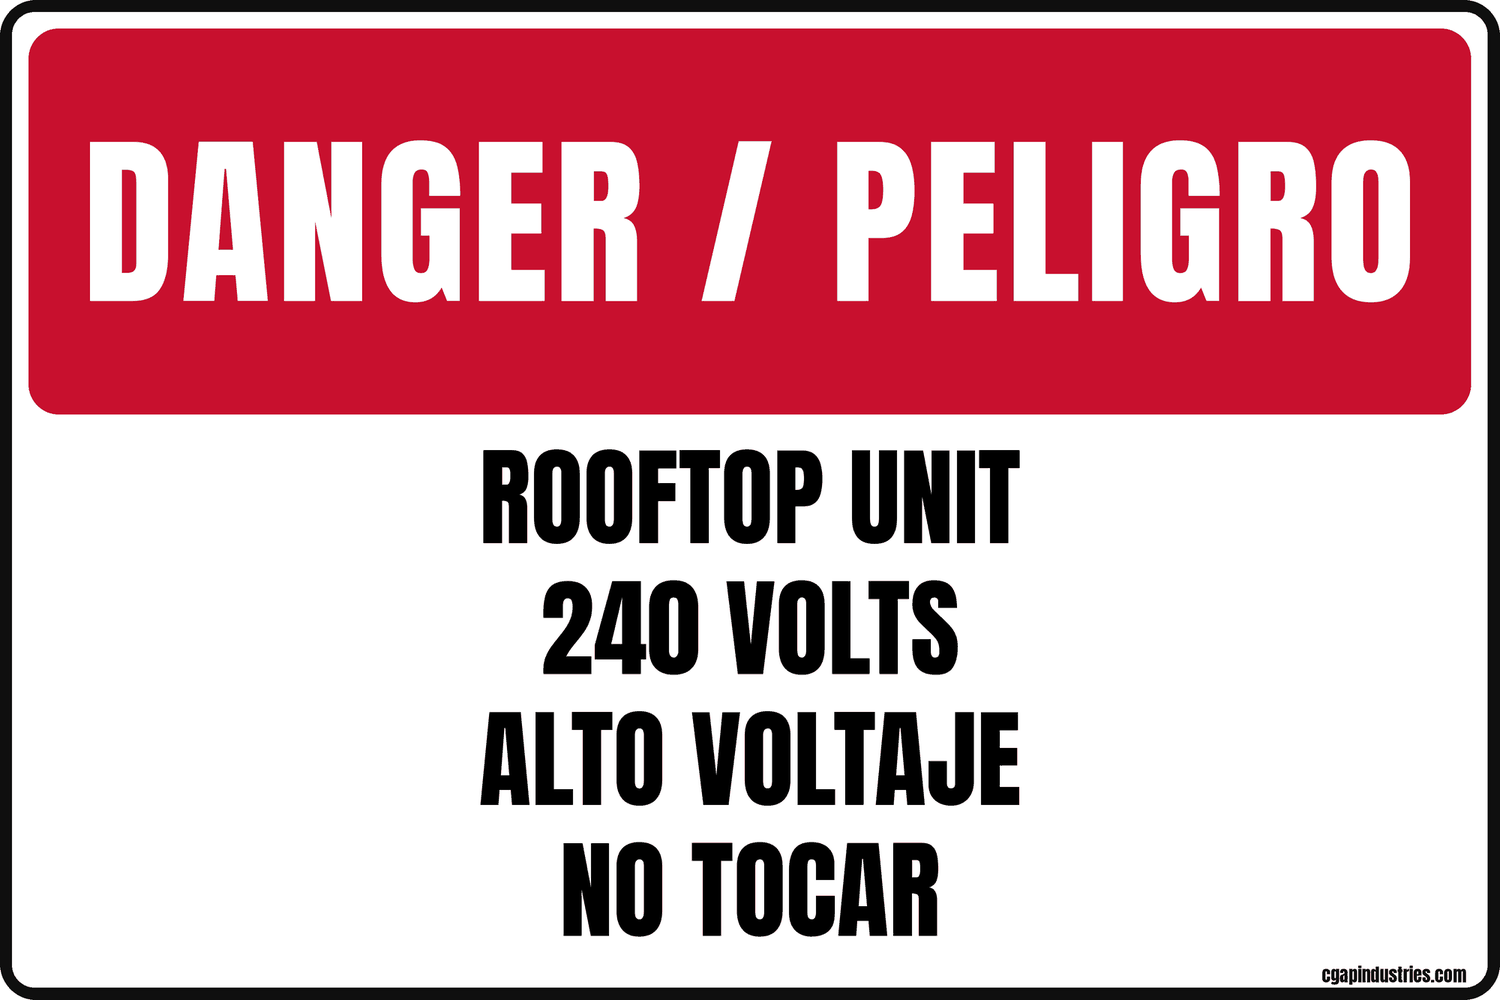 DANGER / PELIGRO
ROOFTOP UNIT
240 VOLTS
ALTO VOLTAJE
NO TOCAR
cgapindustries.com